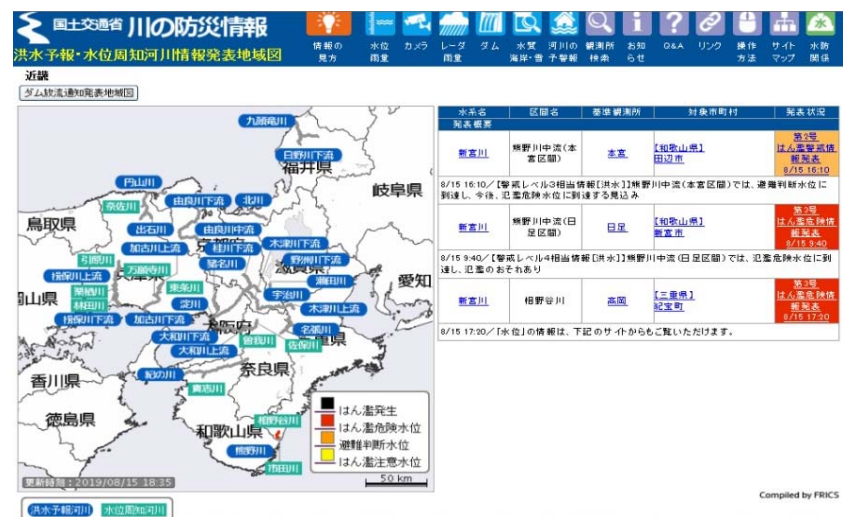 国土交通省 川の防災情報
洪水予報・水位周知河川情報発表地域図
情報の
見方
水位
雨量
カメラ
レーダ
雨量
ダム
水質
海岸・雪
河川の
予警報
観測所
検索
お知
らせ
Q&A
リンク
操作
方法
サイト
マップ
水防
関係
近畿
ダム放流通知発表地域図
九頭竜川
日野川下流
福井県
円山川
由良川下流
北川
岐阜県
奈佐川
鳥取県
出石川
由良川中流
加古川上流
桂川下流
木津川下流
引原川
万願寺川
猪名川
野洲川下流
揖保川上流
瀬田川
愛知
栗栖川
東条川
宇治川
岡山県
林田川
淀川
木津川上流
揖保川下流
加古川下流
大阪府
名張川
大和川下流
曽我川
佐保川
大和川上流
奈良県
紀の川
香川県
貴志川
徳島県
相野谷川
和歌山県
熊野川
市田川
はん濫発生
はん濫危険水位
避難判断水位
はん濫注意水位
更新時刻:2019/08/15 18:35
50 km
洪水予報河川 水位周知河川
水系名 区間名 基準観測所 対象市町村 発表状況
発表概要
新宮川 熊野川中流(本宮区間) 本宮 【和歌山県】田辺市 第2号 はん濫警戒情報発表 8/15 16:10
8/15 16:10/【警戒レベル3相当情報[洪水]】熊野川中流(本宮区間)では、避難判断水位に
到達し、今後、氾濫危険水位に到達する見込み
新宮川 熊野川中流(日足区間) 日足 【和歌山県】新宮市 第2号 はん濫危険情報発表 8/15 9:40
8/15 9:40/【警戒レベル4相当情報[洪水]】熊野川中流(日足区間)では、氾濫危険水位に到
達し、氾濫のおそれあり
新宮川 相野谷川 高岡 【三重県】紀宝町 第3号 はん濫危険情報発表 8/15 17:20
8/15 17:20/「水位」の情報は、下記のサイトからもご覧いただけます。
Compiled by FRICS